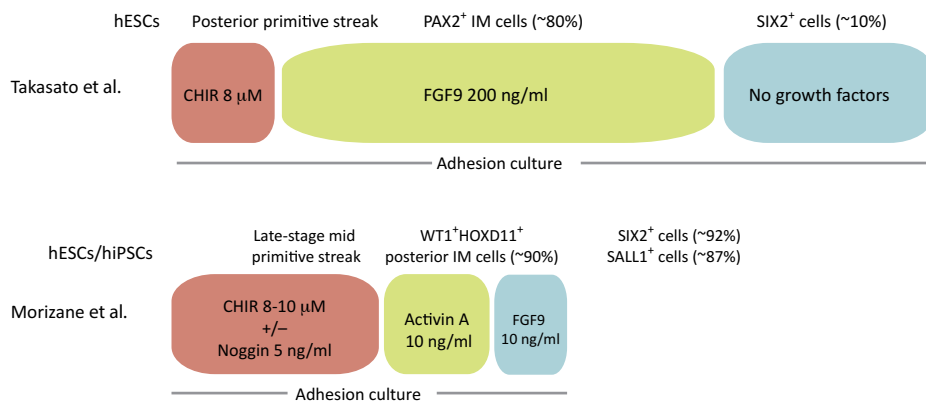 hESCs Posterior primitive streak PAX2⁺ IM cells (~80%) SIX2⁺ cells (~10%)
Takasato et al. CHIR 8 μM FGF9 200 ng/ml No growth factors
Adhesion culture
hESCs/hiPSCs
Late-stage mid
primitive streak
WT1⁺HOXD11⁺
posterior IM cells (~90%)
SIX2⁺ cells (~92%)
SALL1⁺ cells (~87%)
Morizane et al.
CHIR 8-10 μM
+/–
Noggin 5 ng/ml
Activin A
10 ng/ml
FGF9
10 ng/ml
Adhesion culture